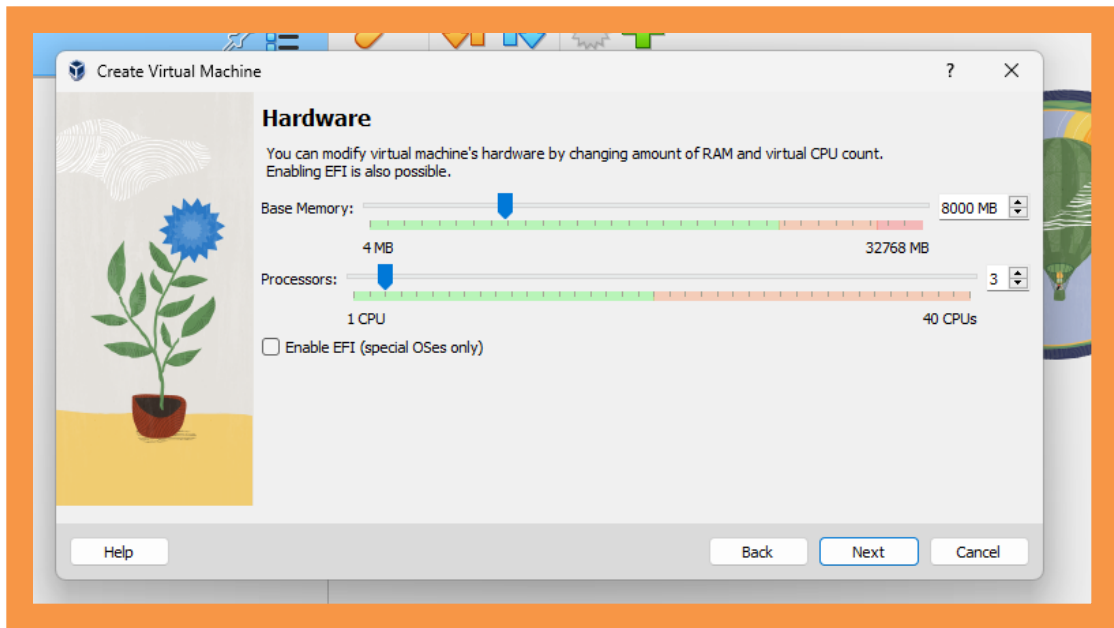 Create Virtual Machine
?
Hardware
You can modify virtual machine's hardware by changing amount of RAM and virtual CPU count.
Enabling EFI is also possible.
Base Memory: 8000 MB
4 MB 32768 MB
Processors: 3
1 CPU 40 CPUs
Enable EFI (special OSes only)
Help Back Next Cancel